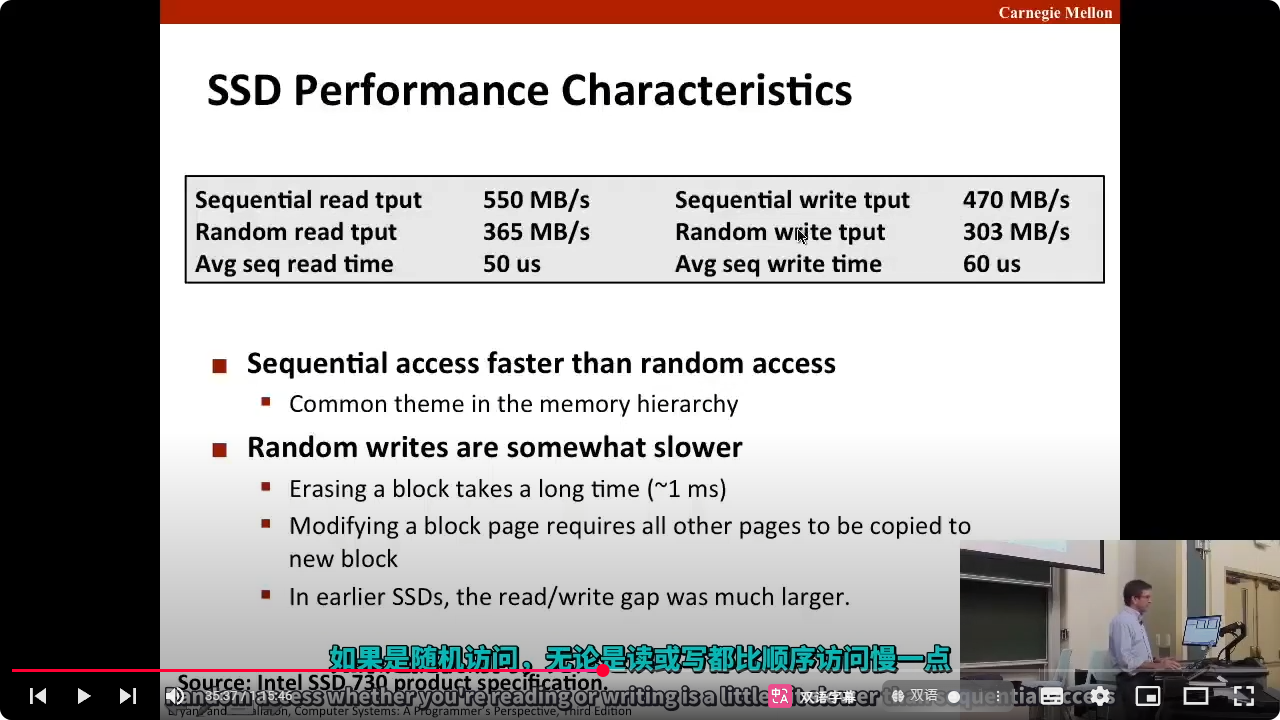 Carnegie Mellon
SSD Performance Characteristics
Sequential read tput 550 MB/s Sequential write tput 470 MB/s
Random read tput 365 MB/s Random write tput 303 MB/s
Avg seq read time 50 us Avg seq write time 60 us
Sequential access faster than random access
Common theme in the memory hierarchy
Random writes are somewhat slower
Erasing a block takes a long time (~1 ms)
Modifying a block page requires all other pages to be copied to
new block
In earlier SSDs, the read/write gap was much larger.
如果是随机访问，无论是读或写都比顺序访问慢一点
Source: Intel SSD 730 product specification
35:37 / 1:15:46
access whether you're reading or writing is a little sequential access
双语字幕 双语
Computer Systems: A Programmer's Perspective, Third Edition